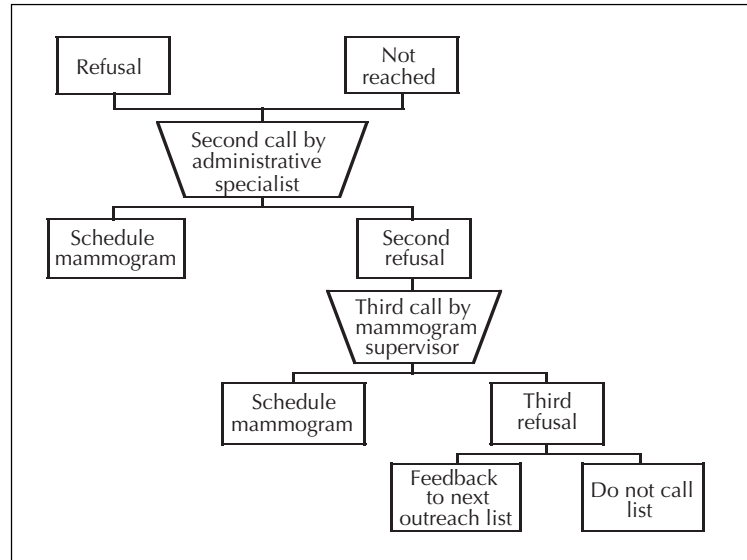 Refusal
Not
reached
Second call by
administrative
specialist
Schedule
mammogram
Second
refusal
Third call by
mammogram
supervisor
Schedule
mammogram
Third
refusal
Feedback
to next
outreach list
Do not call
list